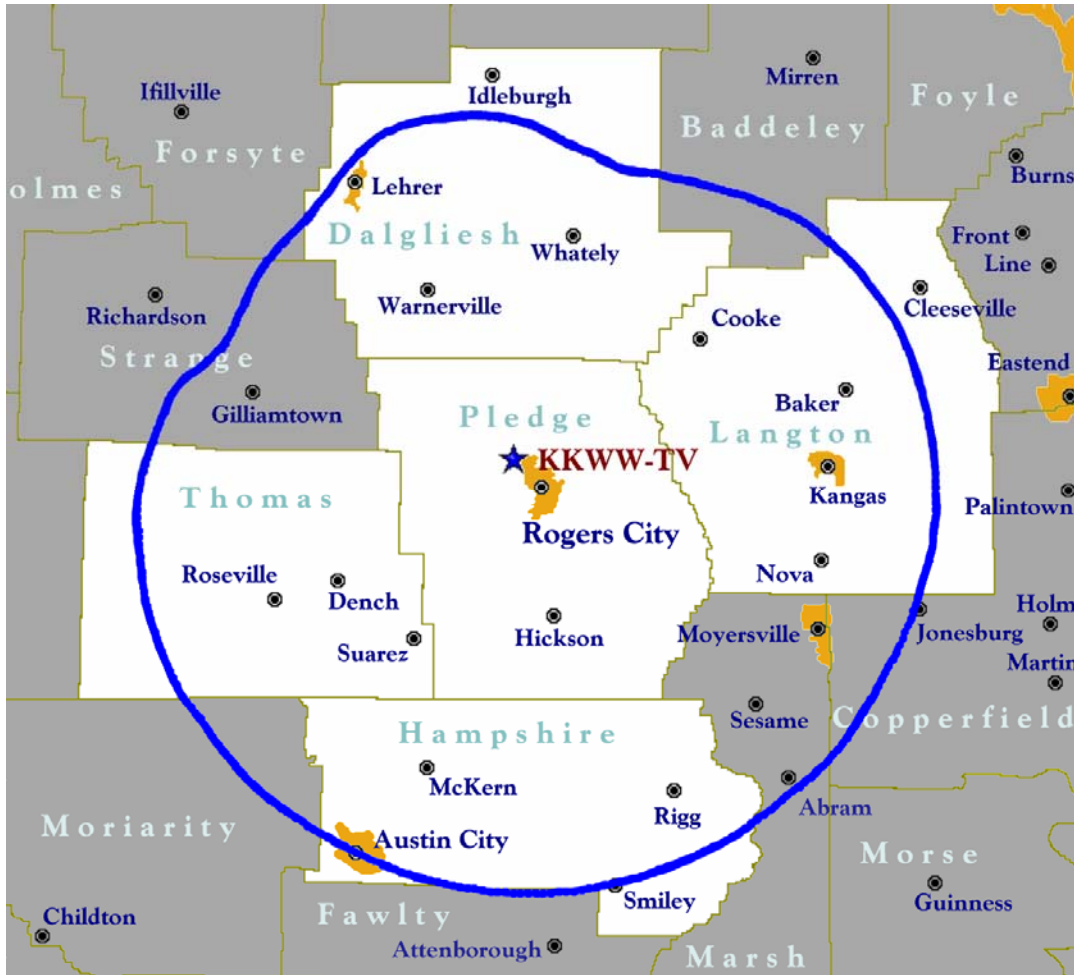 Idleburgh
Mirren
Ifillville
Foyle
Baddeley
Forsyte
Burns
olmes
Lehrer
Dalgliesh
Whately
Front
Line
Richardson
Warnerville
Cleeseville
Cooke
Strange
Eastend
Gilliamtown
Baker
Pledge
Langton
KKWW-TV
Thomas
Kangas
Palintown
Rogers City
Roseville
Nova
Dench
Holm
Hickson
Moyersville
Jonesburg
Suarez
Martin
Sesame
Copperfield
Hampshire
McKern
Abram
Rigg
Moriarity
Austin City
Morse
Smiley
Guinness
Childton
Fawlty
Attenborough
Marsh